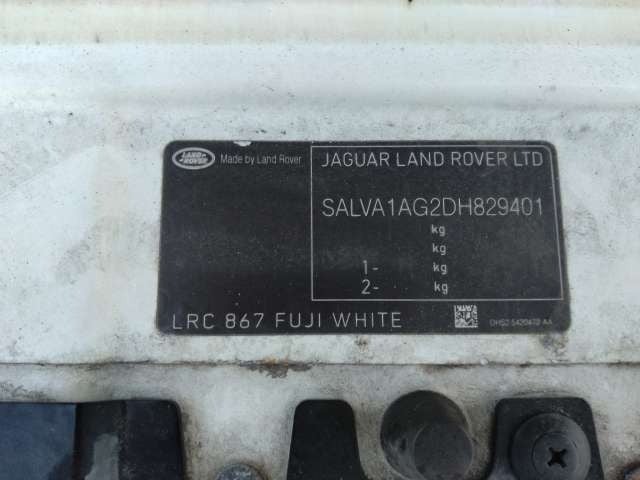 LAND ROVER
Made by Land Rover
JAGUAR LAND ROVER LTD
SALVA1AG2DH829401
kg
kg
1- kg
2- kg
LRC 867 FUJI WHITE